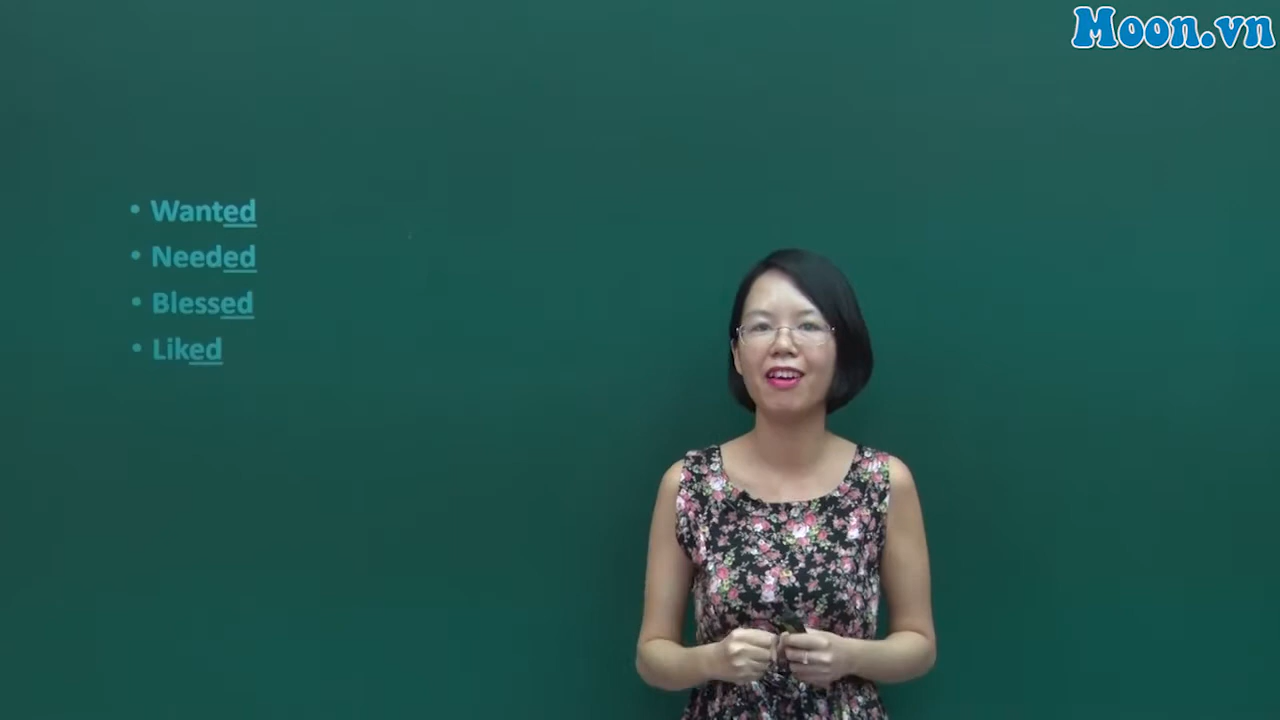 Moon.vn
• Wanted
• Needed
• Blessed
• Liked